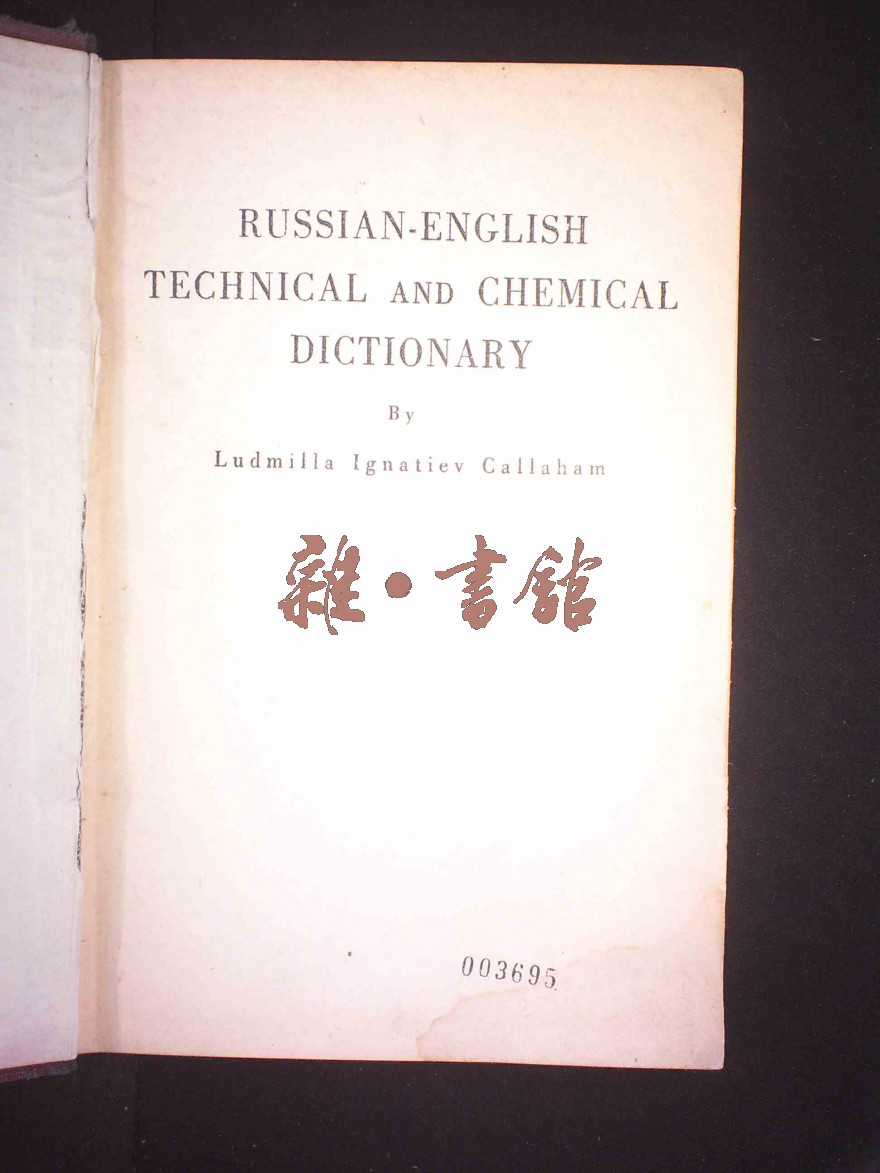 RUSSIAN-ENGLISH
TECHNICAL AND CHEMICAL
DICTIONARY
By
Ludmilla Ignatiev Callaham
雜·書館
003695